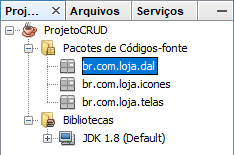 Proj... × Arquivos Serviços
ProjetoCRUD
Pacotes de Códigos-fonte
br.com.loja.dal
br.com.loja.icones
br.com.loja.telas
Bibliotecas
JDK 1.8 (Default)